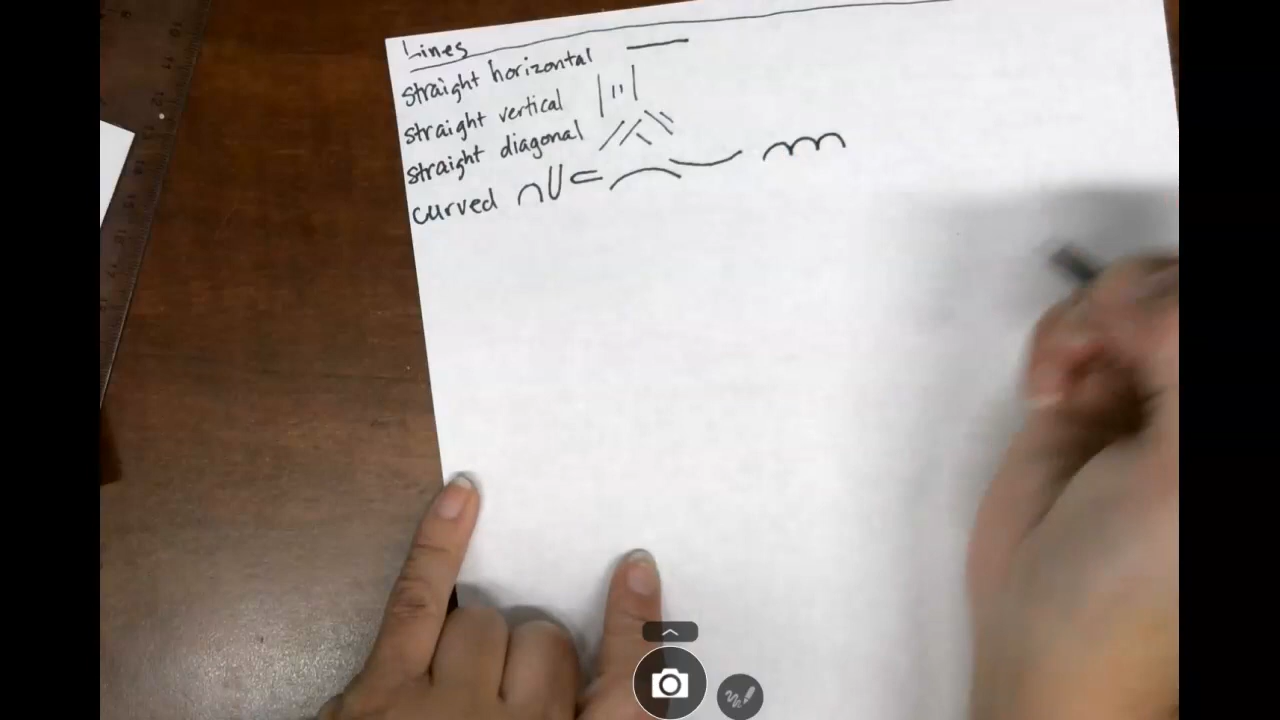 Lines
straight horizontal
straight vertical
straight diagonal
curved